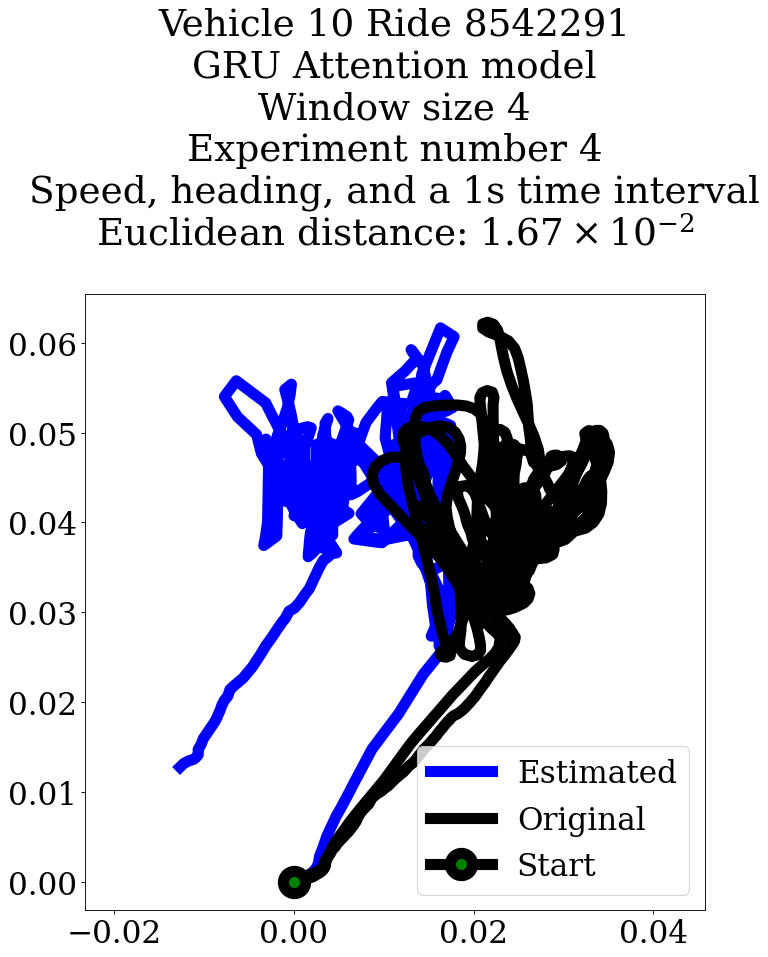 Vehicle 10 Ride 8542291
GRU Attention model
Window size 4
Experiment number 4
Speed, heading, and a 1s time interval
Euclidean distance: 1.67 × 10⁻²
0.06
0.05
0.04
0.03
0.02
0.01
0.00
Estimated
Original
Start
−0.02 0.00 0.02 0.04